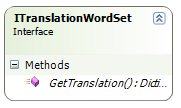 ITranslationWordSet
Interface
Methods
GetTranslation() : Dicti...